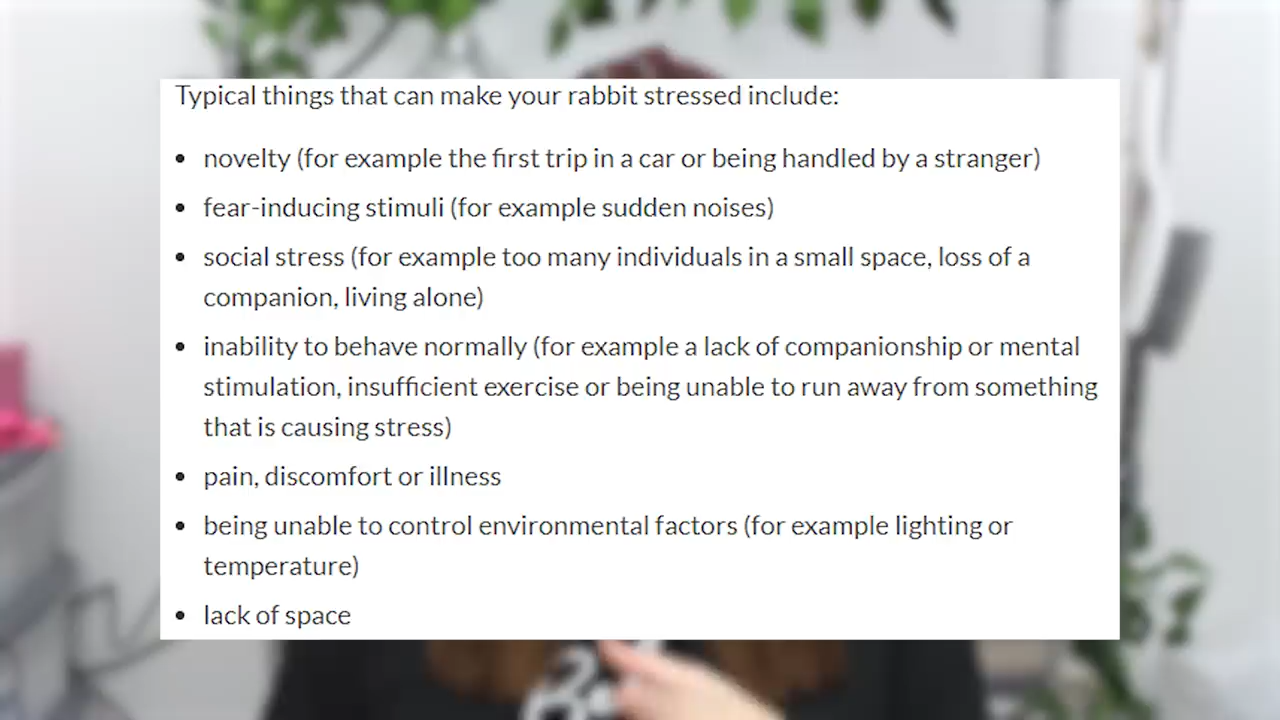 Typical things that can make your rabbit stressed include:
• novelty (for example the first trip in a car or being handled by a stranger)
• fear-inducing stimuli (for example sudden noises)
• social stress (for example too many individuals in a small space, loss of a
companion, living alone)
• inability to behave normally (for example a lack of companionship or mental
stimulation, insufficient exercise or being unable to run away from something
that is causing stress)
• pain, discomfort or illness
• being unable to control environmental factors (for example lighting or
temperature)
• lack of space